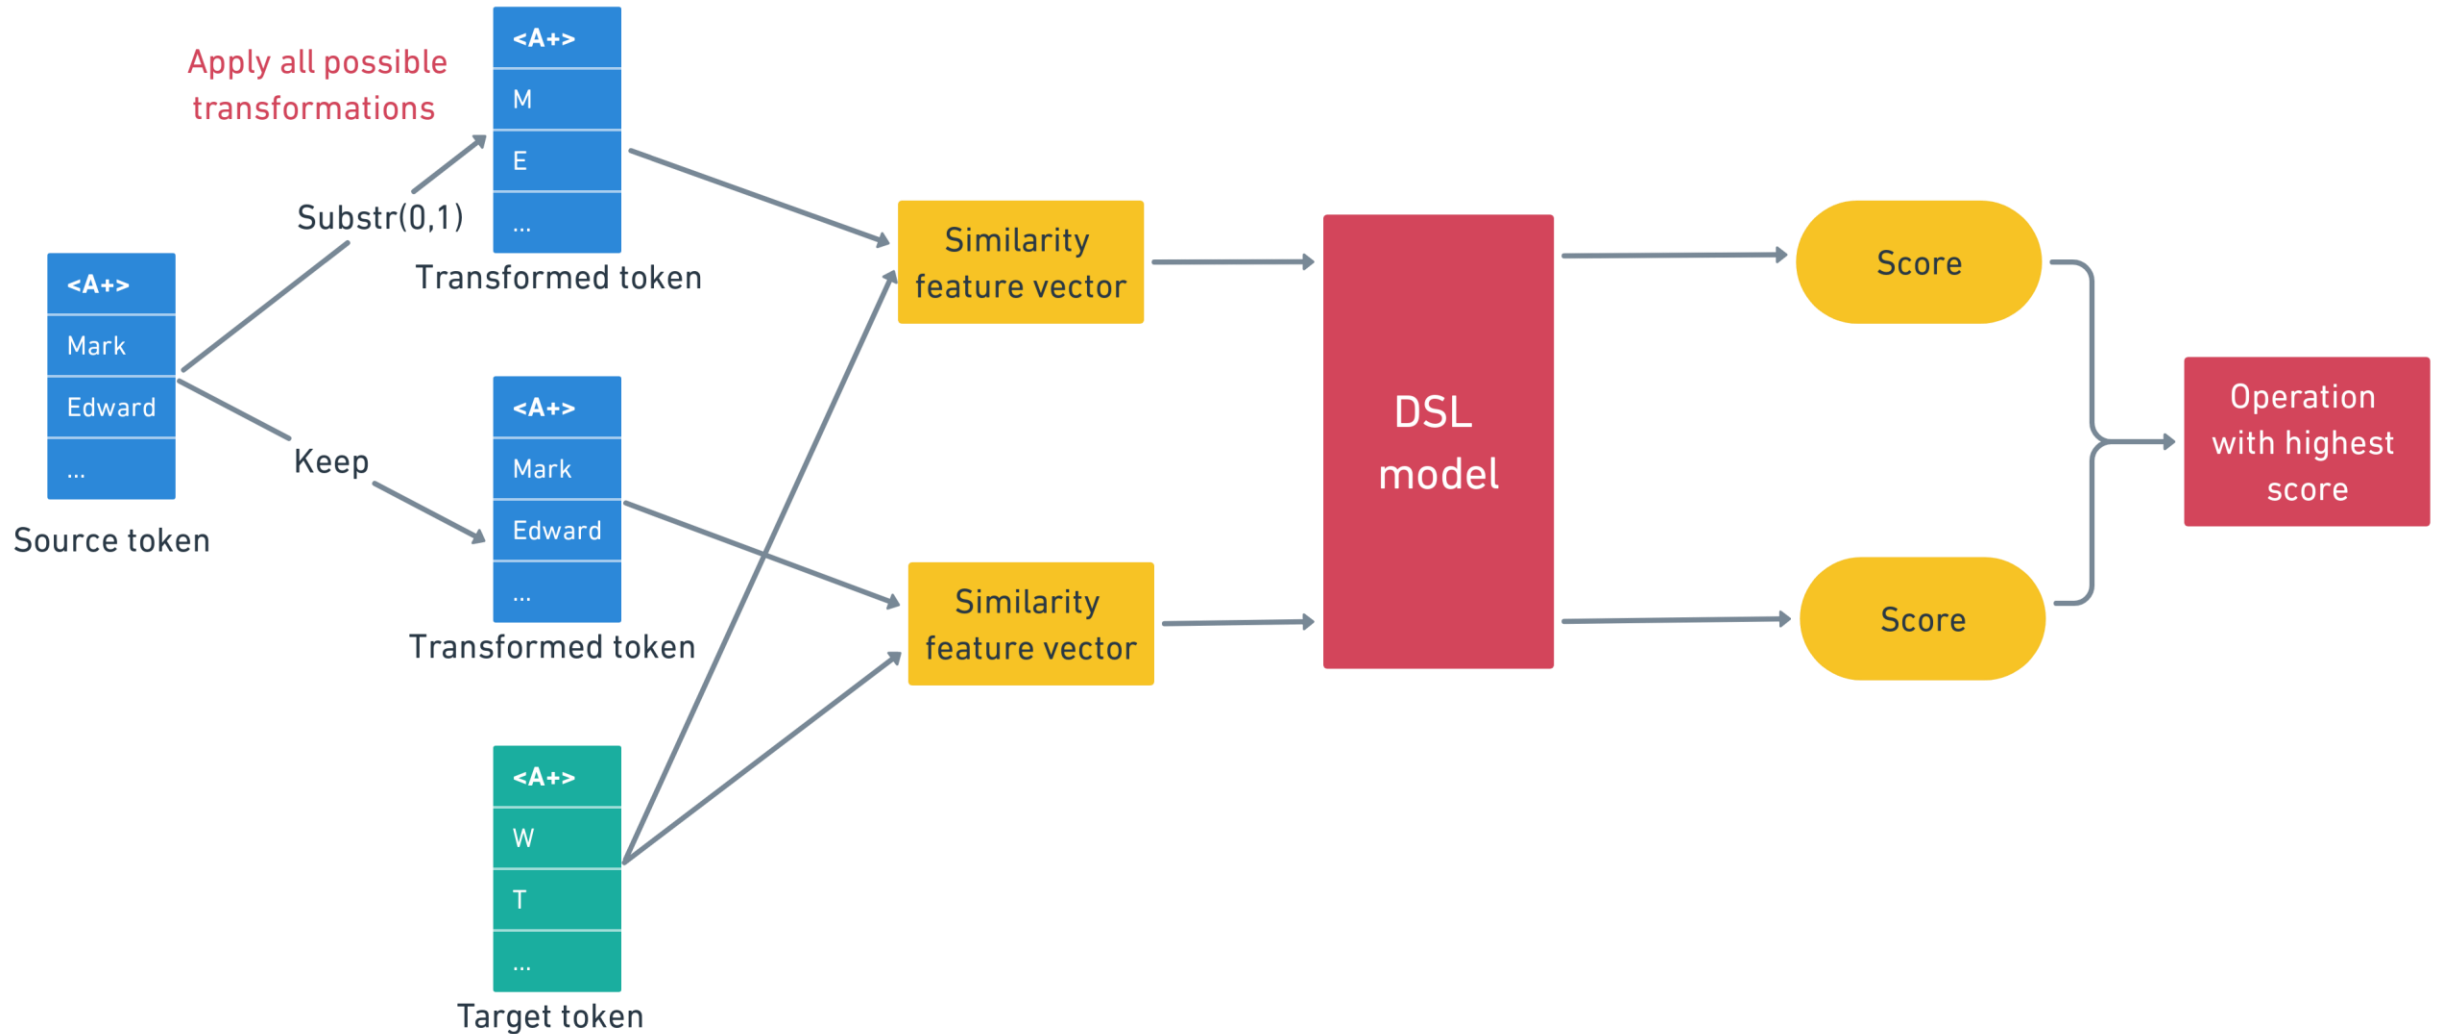 Apply all possible
transformations
Substr(0,1)
Keep
<A+>
Mark
Edward
...
Source token
<A+>
M
E
...
Transformed token
<A+>
Mark
Edward
...
Transformed token
<A+>
W
T
...
Target token
Similarity
feature vector
Similarity
feature vector
DSL
model
Score
Score
Operation
with highest
score